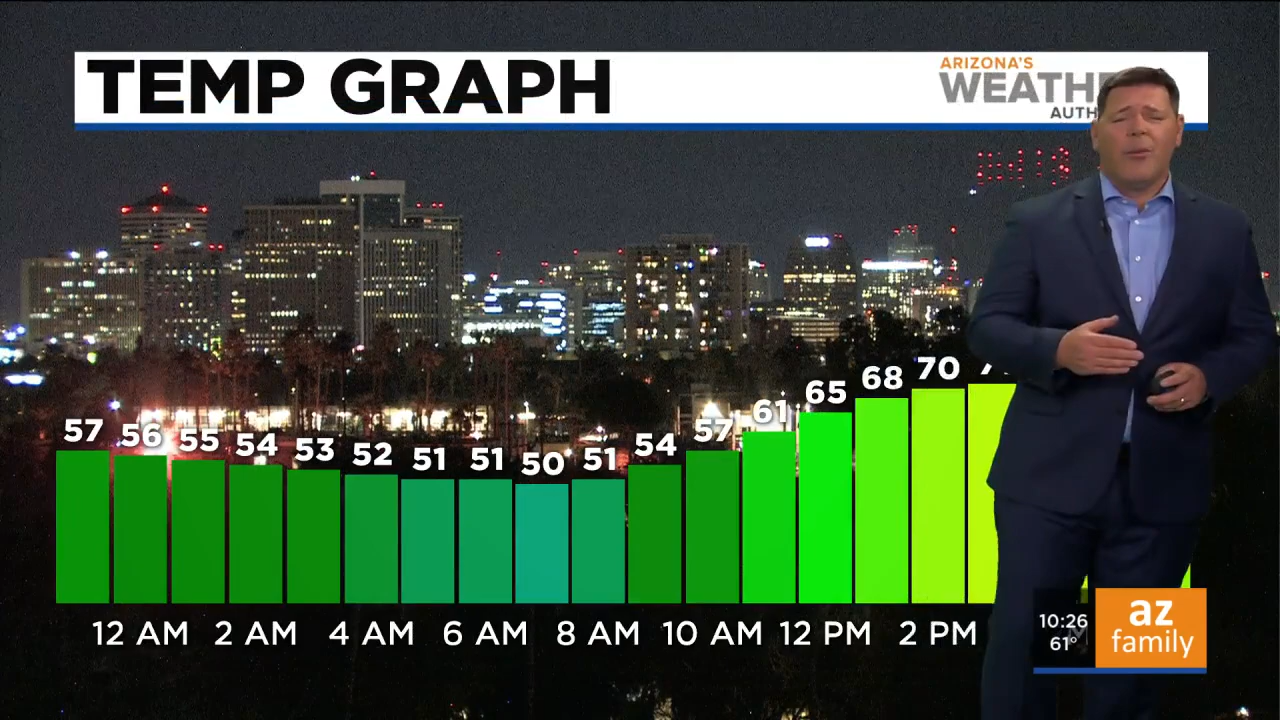 TEMP GRAPH
ARIZONA'S
57 56 55 54 53 52 51 51 50 51 54 57 61 65 68 70
12 AM 2 AM 4 AM 6 AM 8 AM 10 AM 12 PM 2 PM
10:26
61°
az
family